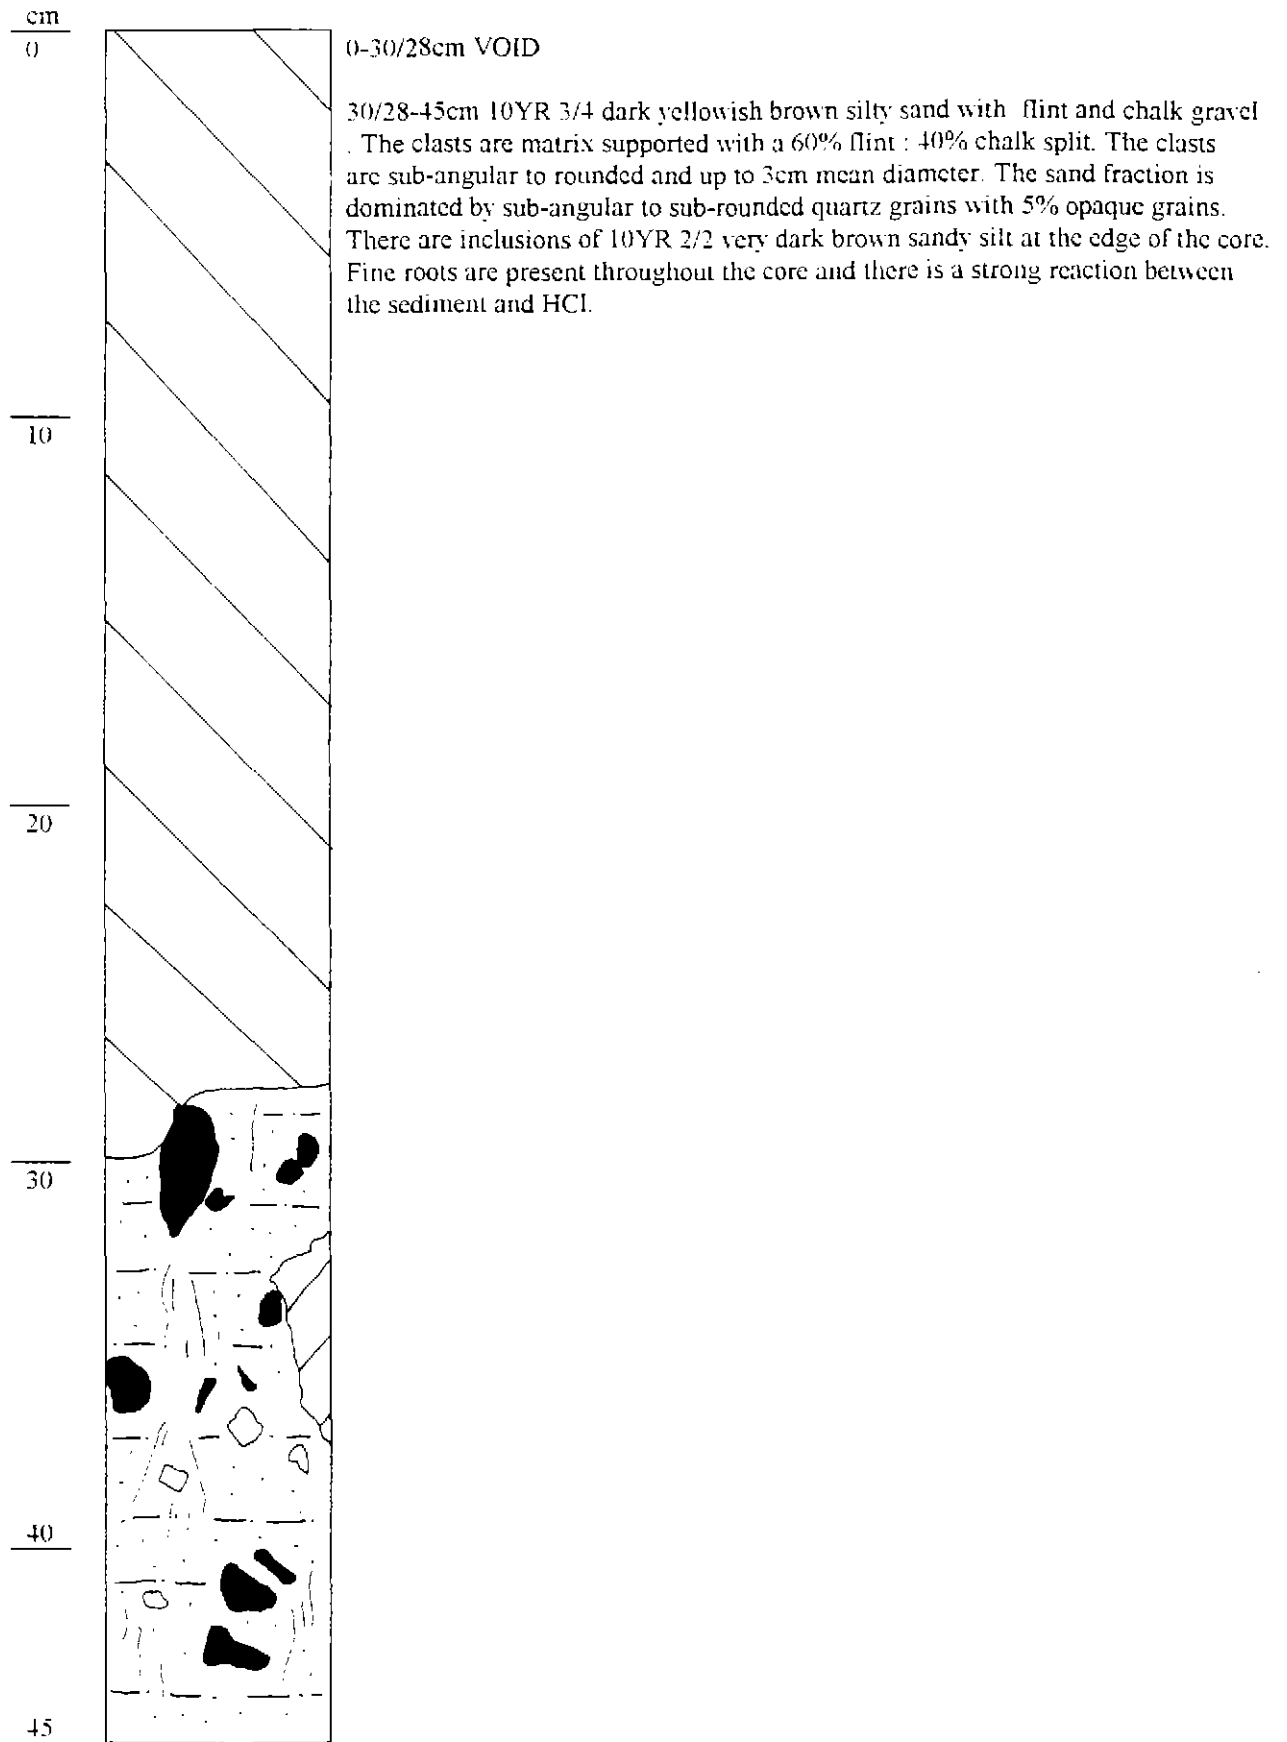 cm
0
0-30/28cm VOID
30/28-45cm 10YR 3/4 dark yellowish brown silty sand with flint and chalk gravel
. The clasts are matrix supported with a 60% flint : 40% chalk split. The clasts
are sub-angular to rounded and up to 3cm mean diameter. The sand fraction is
dominated by sub-angular to sub-rounded quartz grains with 5% opaque grains.
There are inclusions of 10YR 2/2 very dark brown sandy silt at the edge of the core.
Fine roots are present throughout the core and there is a strong reaction between
the sediment and HCl.
10
20
30
40
45